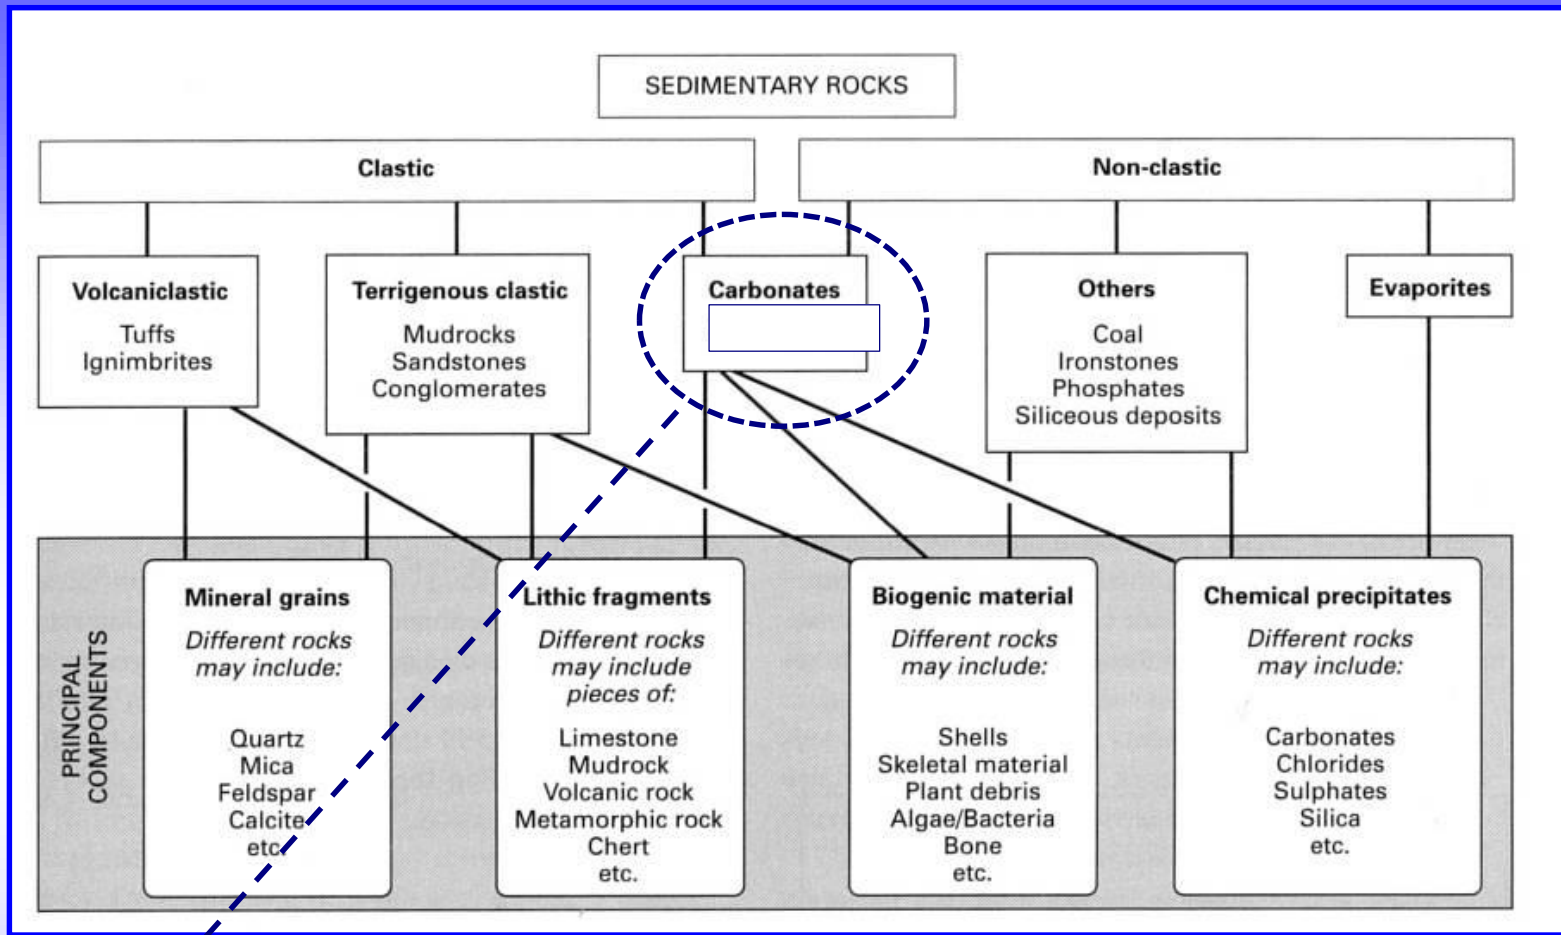 SEDIMENTARY ROCKS
Clastic
Non-clastic
Volcaniclastic
Tuffs
Ignimbrites
Terrigenous clastic
Mudrocks
Sandstones
Conglomerates
Carbonates
Others
Coal
Ironstones
Phosphates
Siliceous deposits
Evaporites
PRINCIPAL
COMPONENTS
Mineral grains
Different rocks
may include:
Quartz
Mica
Feldspar
Calcite
etc.
Lithic fragments
Different rocks
may include
pieces of:
Limestone
Mudrock
Volcanic rock
Metamorphic rock
Chert
etc.
Biogenic material
Different rocks
may include:
Shells
Skeletal material
Plant debris
Algae/Bacteria
Bone
etc.
Chemical precipitates
Different rocks
may include:
Carbonates
Chlorides
Sulphates
Silica
etc.